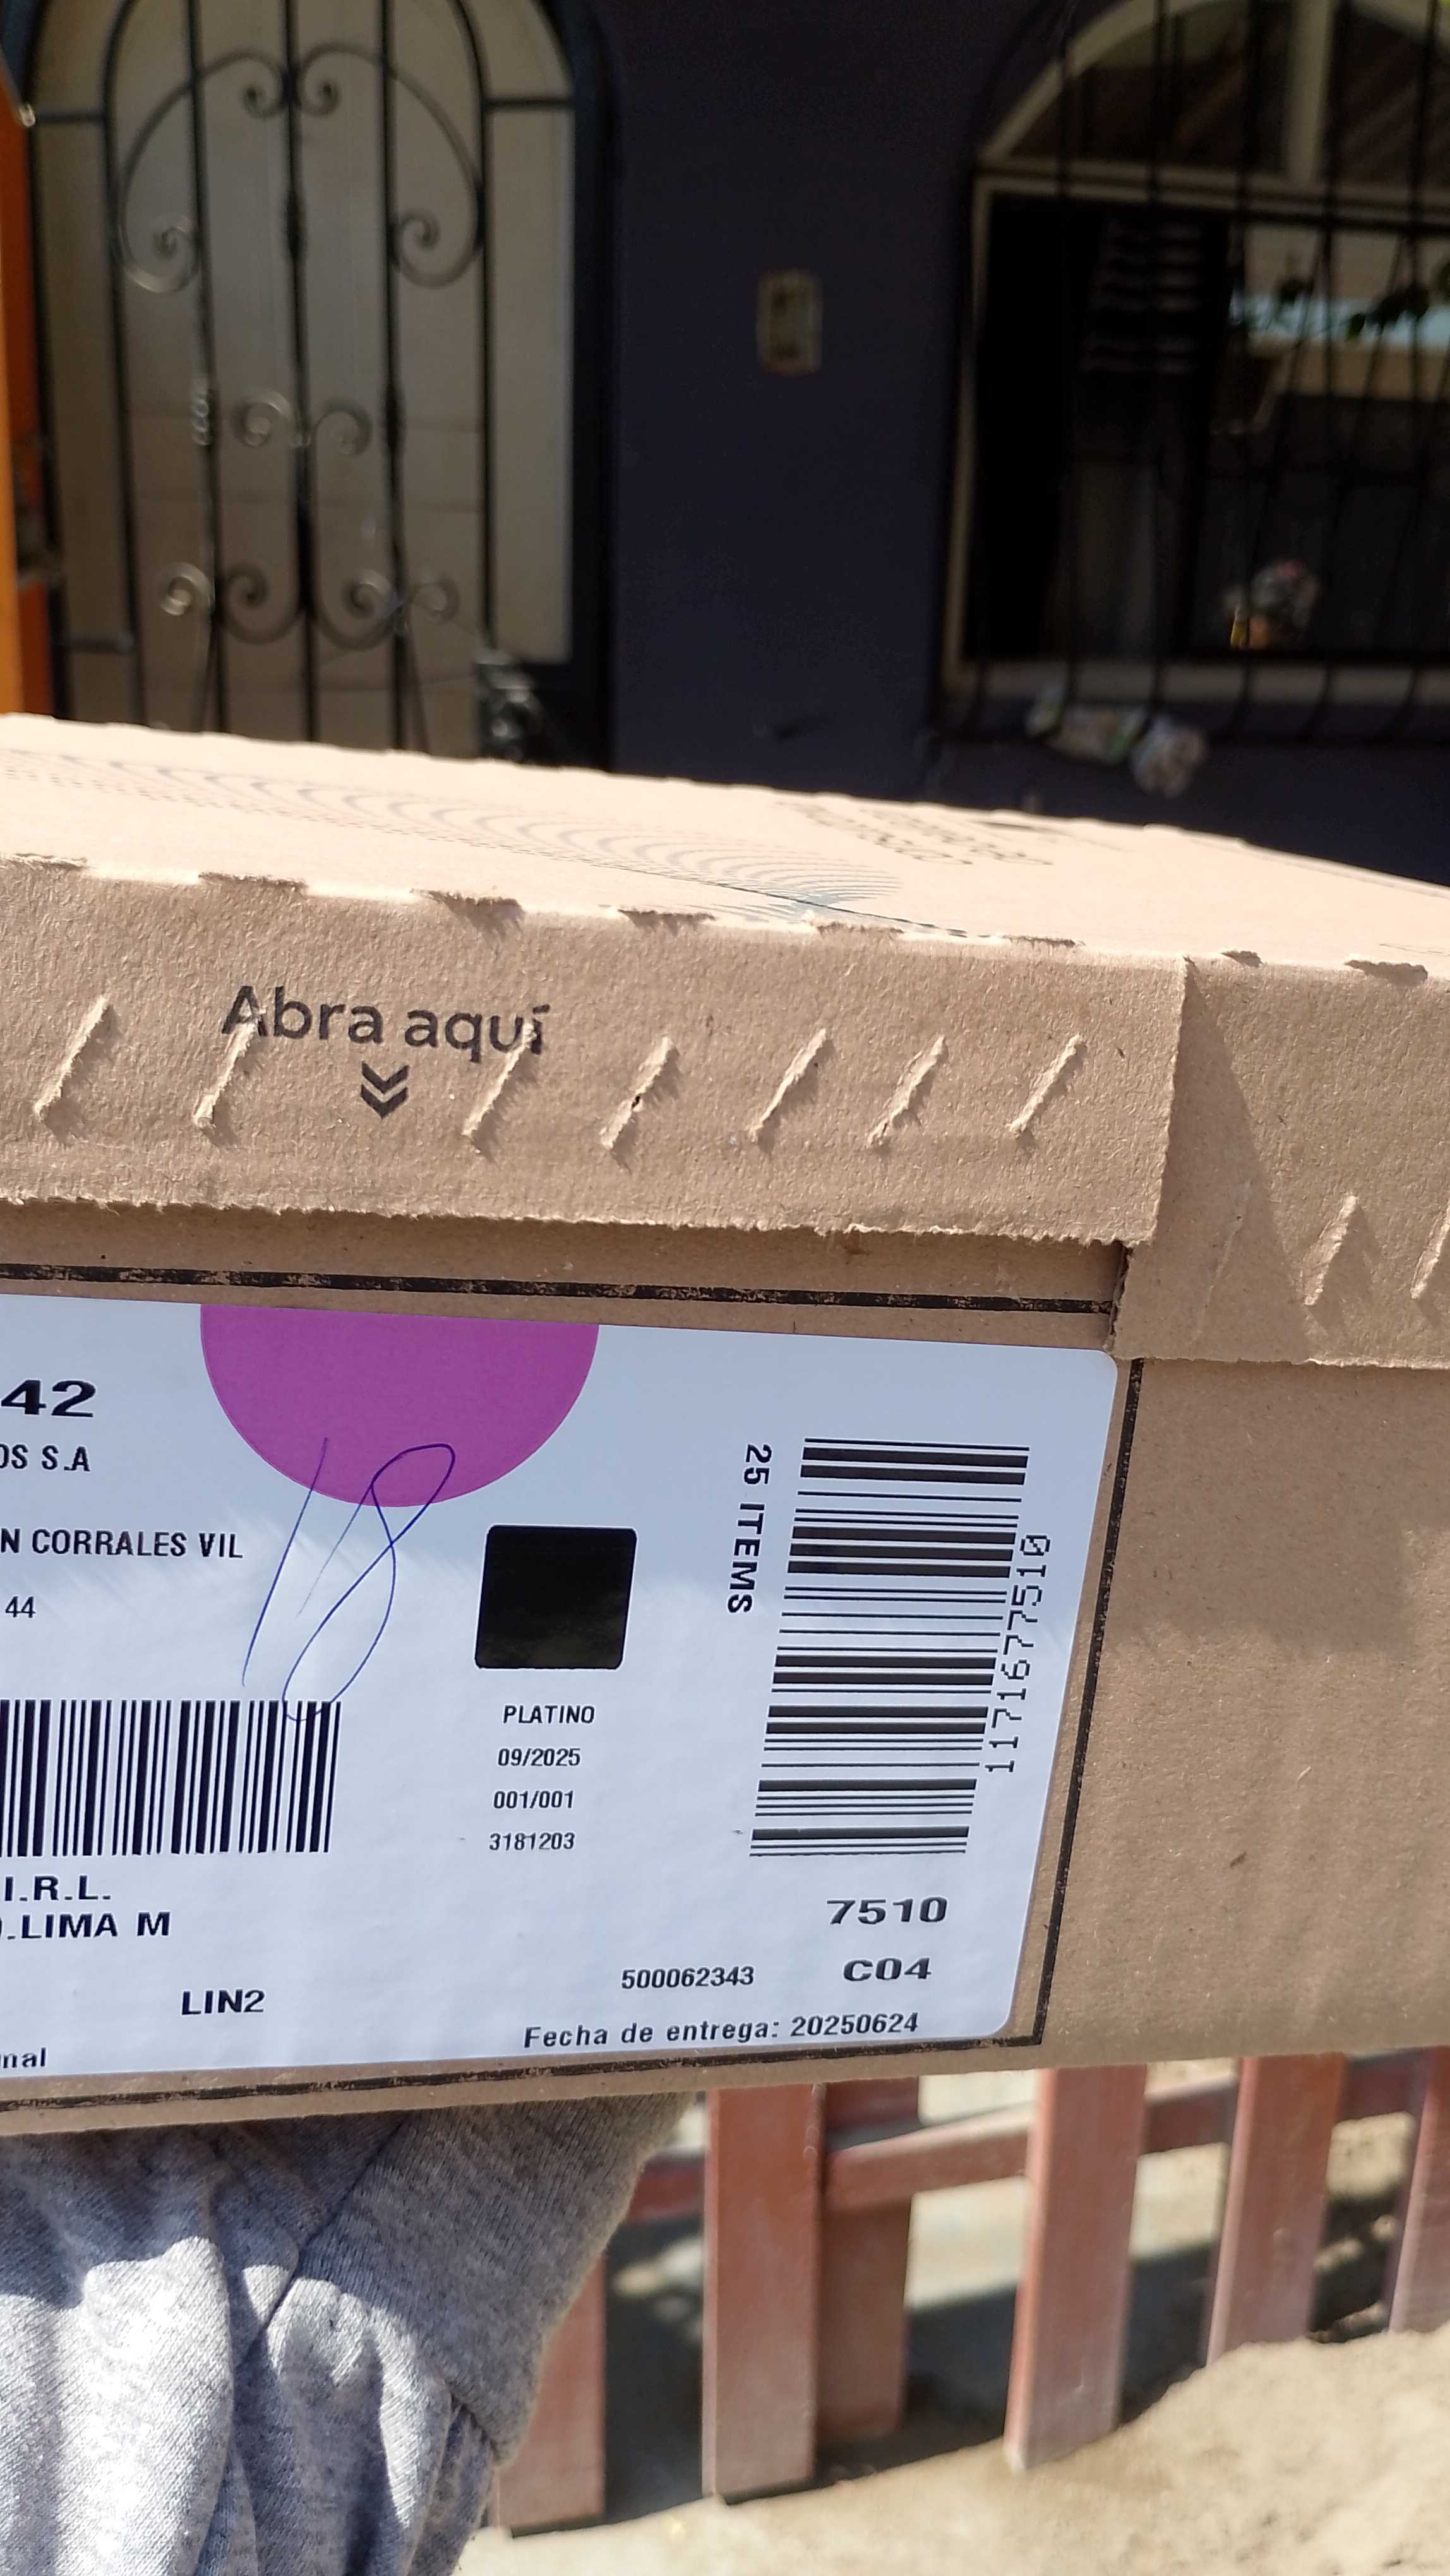 Abra aquí
42
OS S.A
N CORRALES VIL
44
18
25 ITEMS
11716777510
PLATINO
09/2025
001/001
3181203
I.R.L.
.LIMA M
7510
500062343
C04
LIN2
Fecha de entrega: 20250624
nal